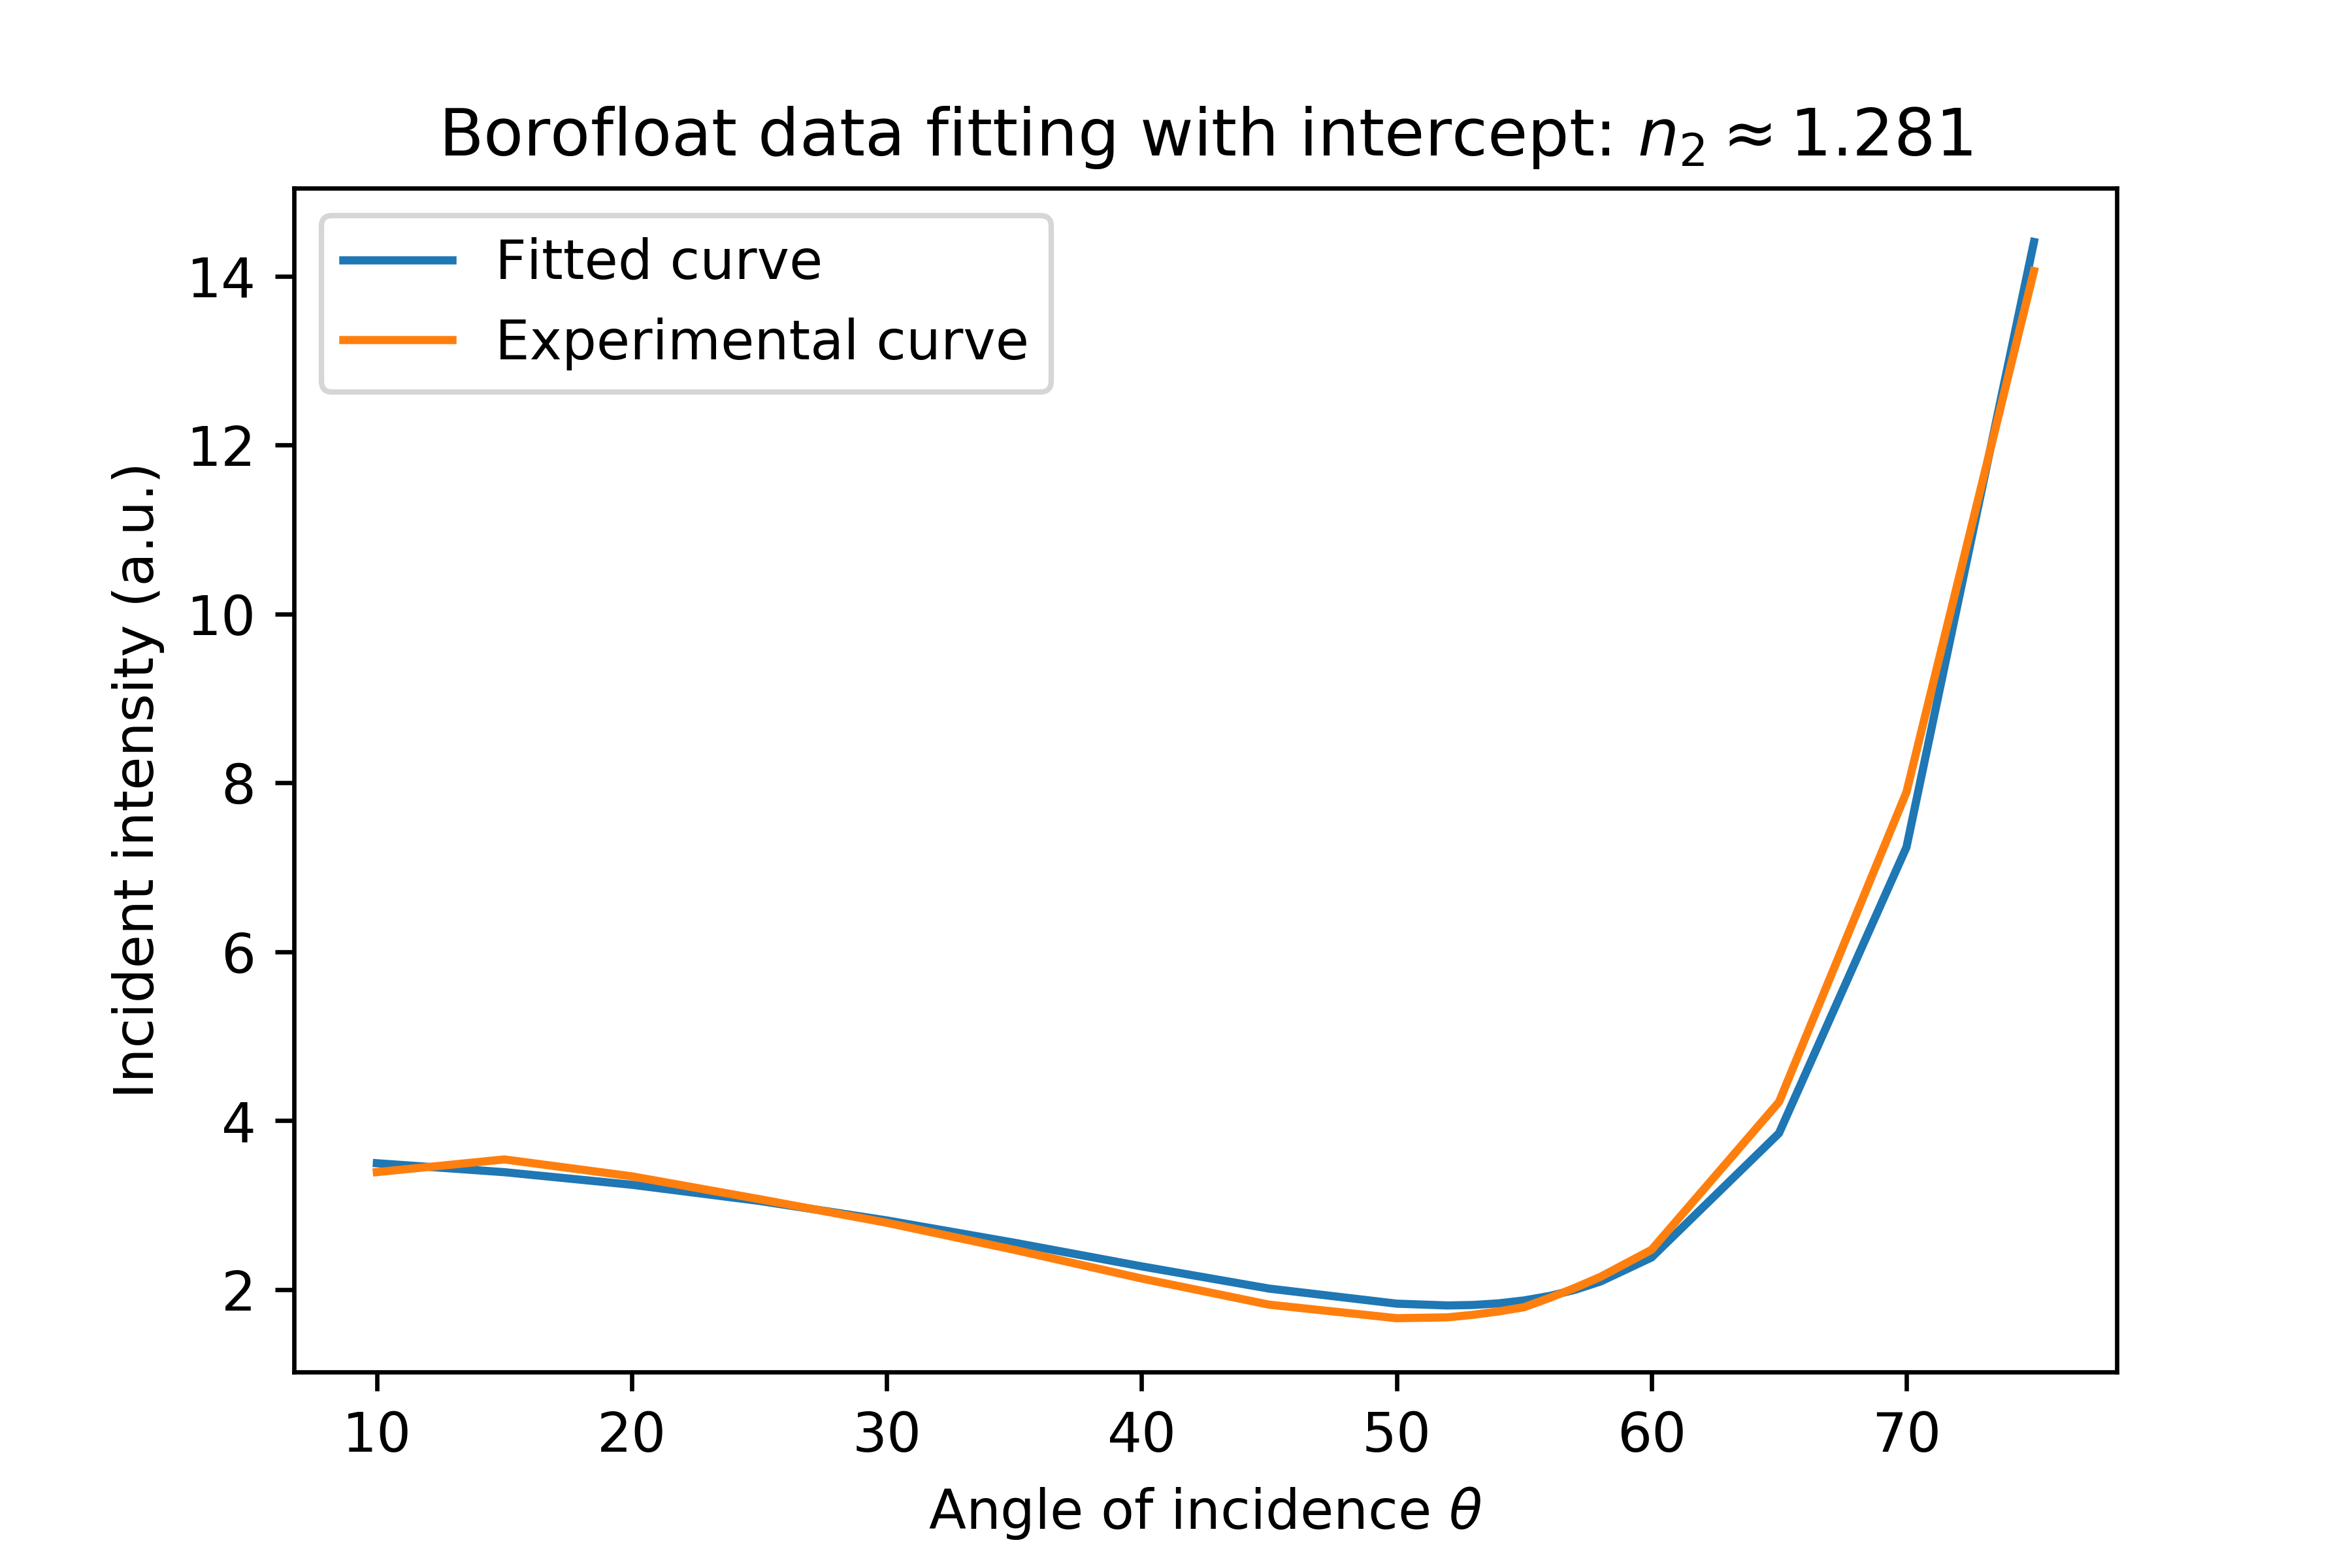 Borofloat data fitting with intercept: n₂ ≈ 1.281
Fitted curve
Experimental curve
Incident intensity (a.u.)
14
12
10
8
6
4
2
10 20 30 40 50 60 70
Angle of incidence θ